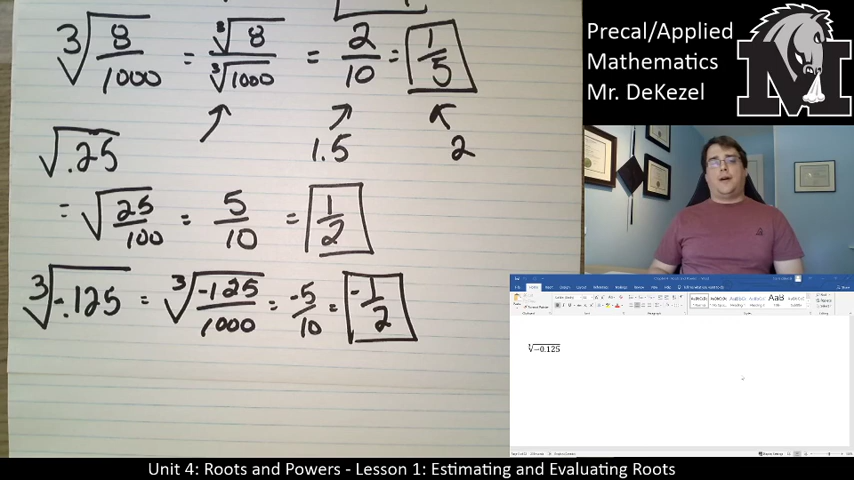 ∛(8/1000) = ∛8/∛1000 = 2/10 = 1/5
1.5
2
√.25
= √(25/100) = 5/10 = 1/2
∛-.125 = ∛(-125/1000) = -5/10 = -1/2
Precal/Applied
Mathematics
Mr. DeKezel
M
∛−0.125
Unit 4: Roots and Powers - Lesson 1: Estimating and Evaluating Roots